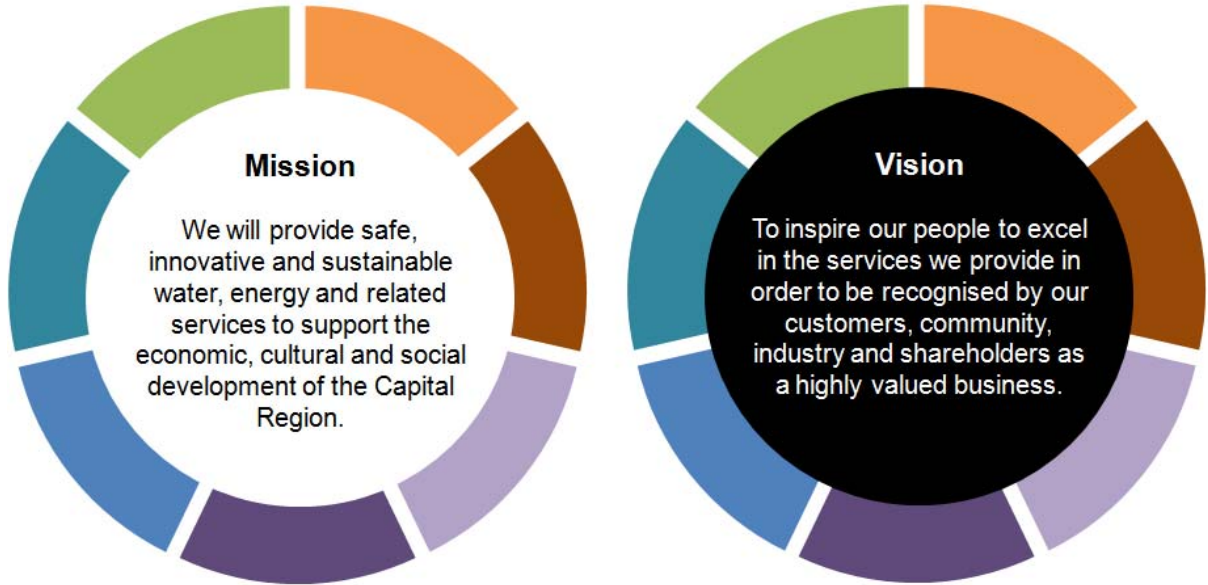 Mission
We will provide safe,
innovative and sustainable
water, energy and related
services to support the
economic, cultural and social
development of the Capital
Region.
Vision
To inspire our people to excel
in the services we provide in
order to be recognised by our
customers, community,
industry and shareholders as
a highly valued business.